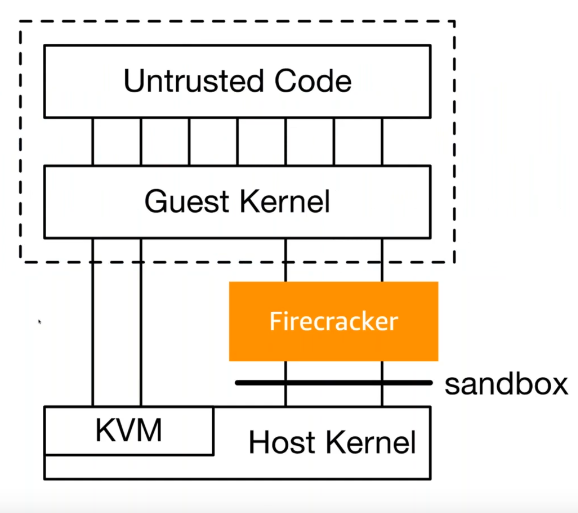 Untrusted Code
Guest Kernel
Firecracker
sandbox
KVM
Host Kernel